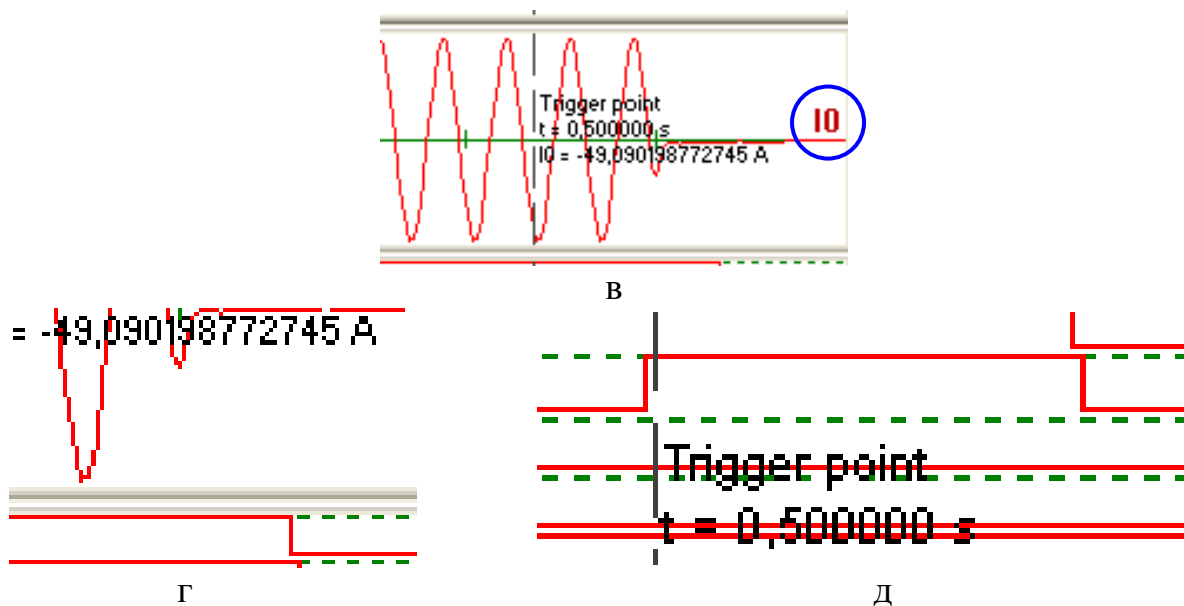 Trigger point
t = 0,500000 s
I0
I0 = -49,090198772745 A
в
= -49,090198772745 A
г
Trigger point
t = 0,500000 s
д